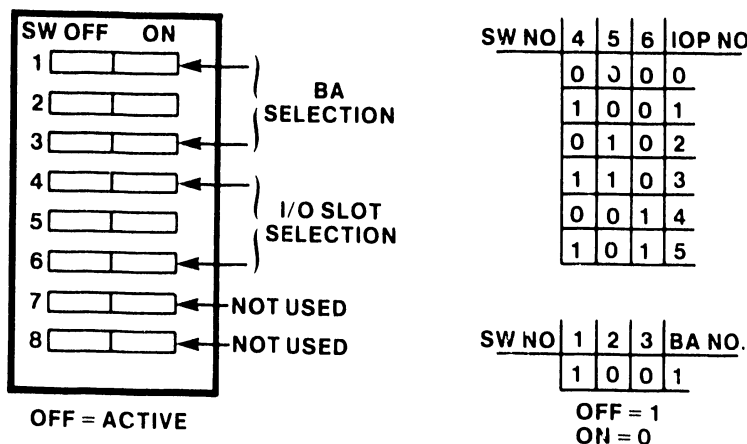 SW OFF ON
1
2
3
4
5
6
7
8
BA
SELECTION
I/O SLOT
SELECTION
NOT USED
NOT USED
OFF = ACTIVE
SW NO 4 5 6 IOP NO
0 0 0 0
1 0 0 1
0 1 0 2
1 1 0 3
0 0 1 4
1 0 1 5
SW NO 1 2 3 BA NO.
1 0 0 1
OFF = 1
ON = 0